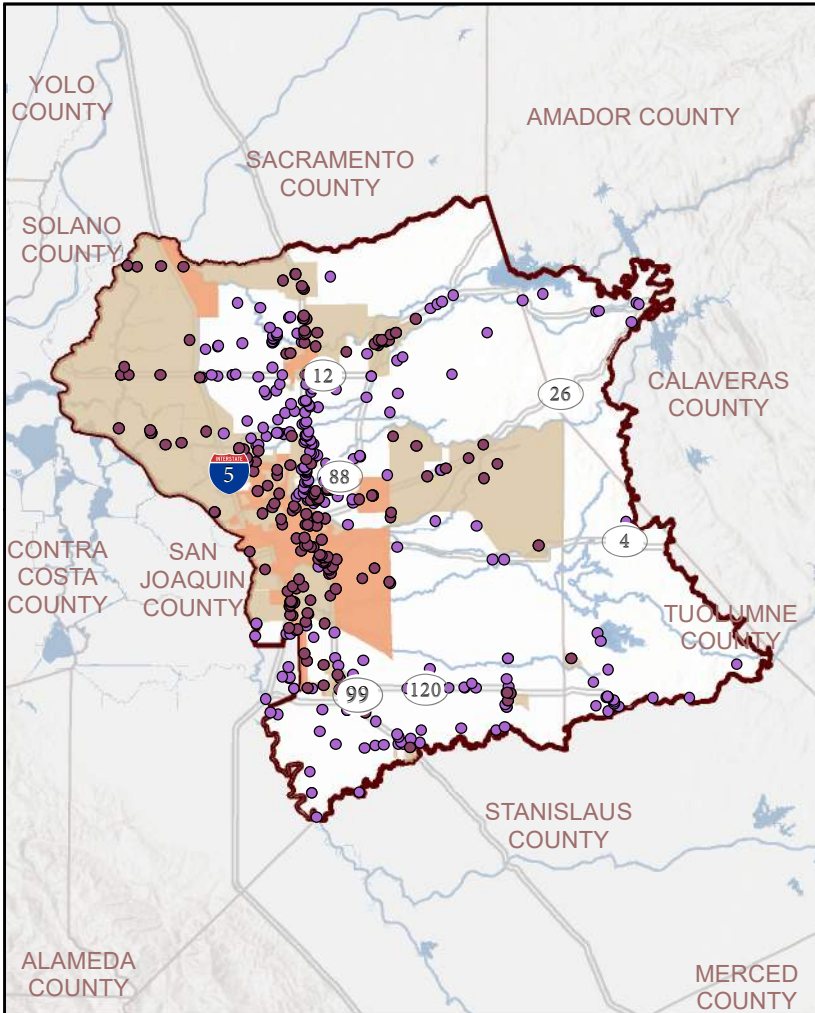 YOLO
COUNTY
AMADOR COUNTY
SACRAMENTO
COUNTY
SOLANO
COUNTY
12
26
CALAVERAS
COUNTY
INTERSTATE
5
88
4
CONTRA
COSTA
COUNTY
SAN
JOAQUIN
COUNTY
TUOLUMNE
COUNTY
99
120
STANISLAUS
COUNTY
ALAMEDA
COUNTY
MERCED
COUNTY